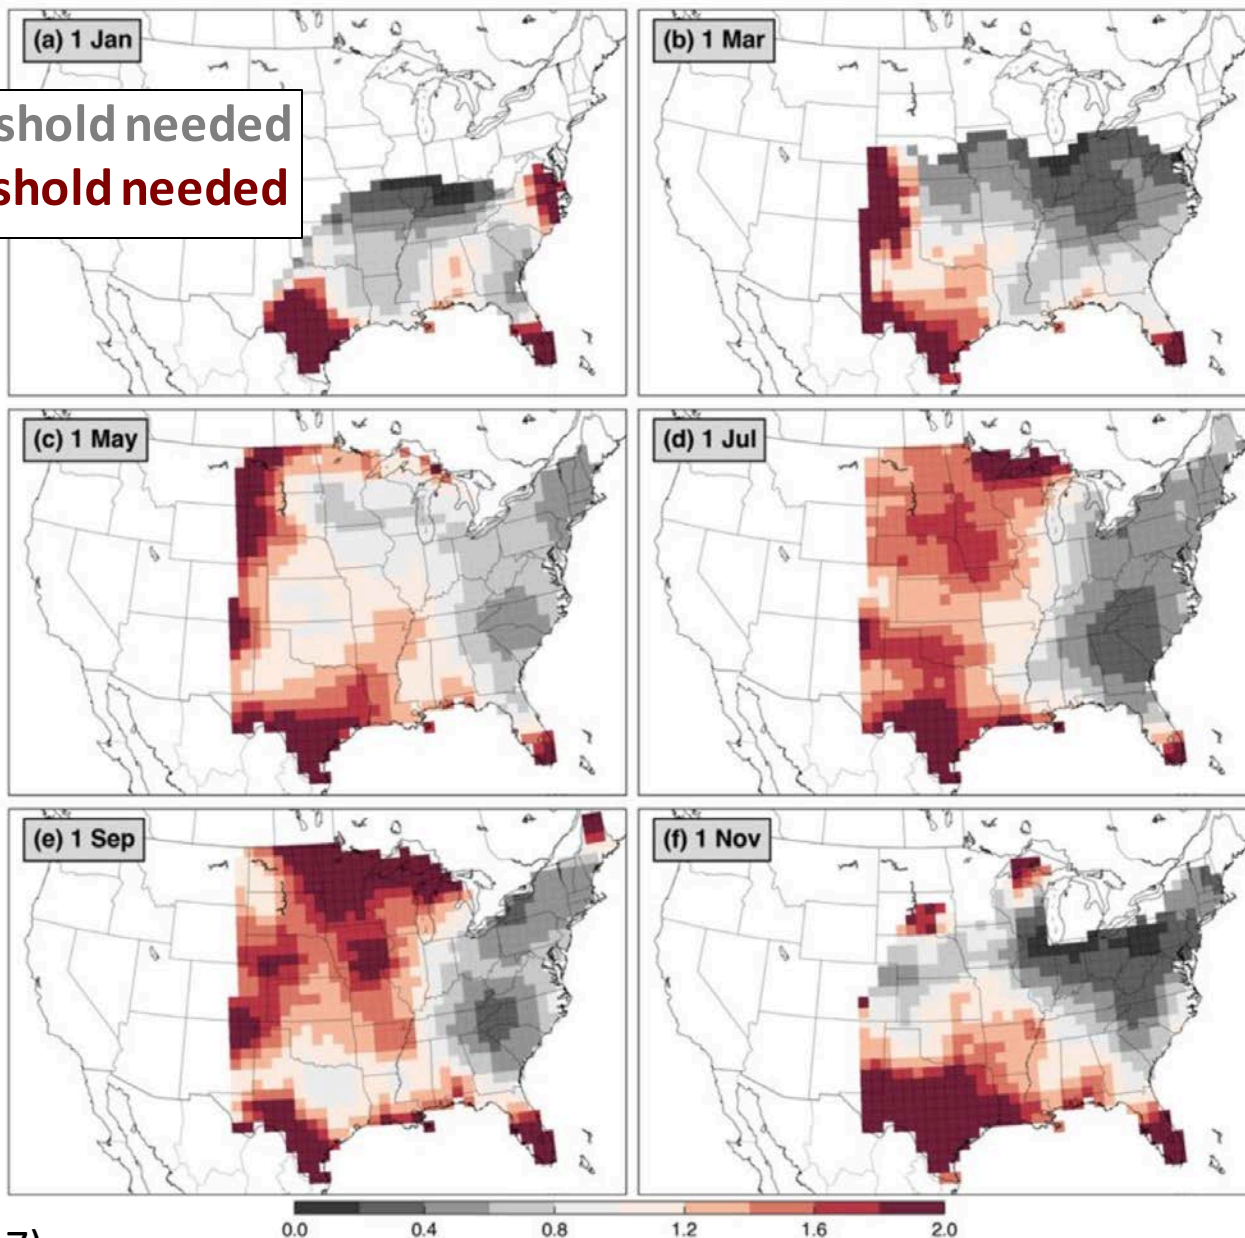 (a) 1 Jan
(b) 1 Mar
shold needed
shold needed
(c) 1 May
(d) 1 Jul
(e) 1 Sep
(f) 1 Nov
0.0 0.4 0.8 1.2 1.6 2.0
7)